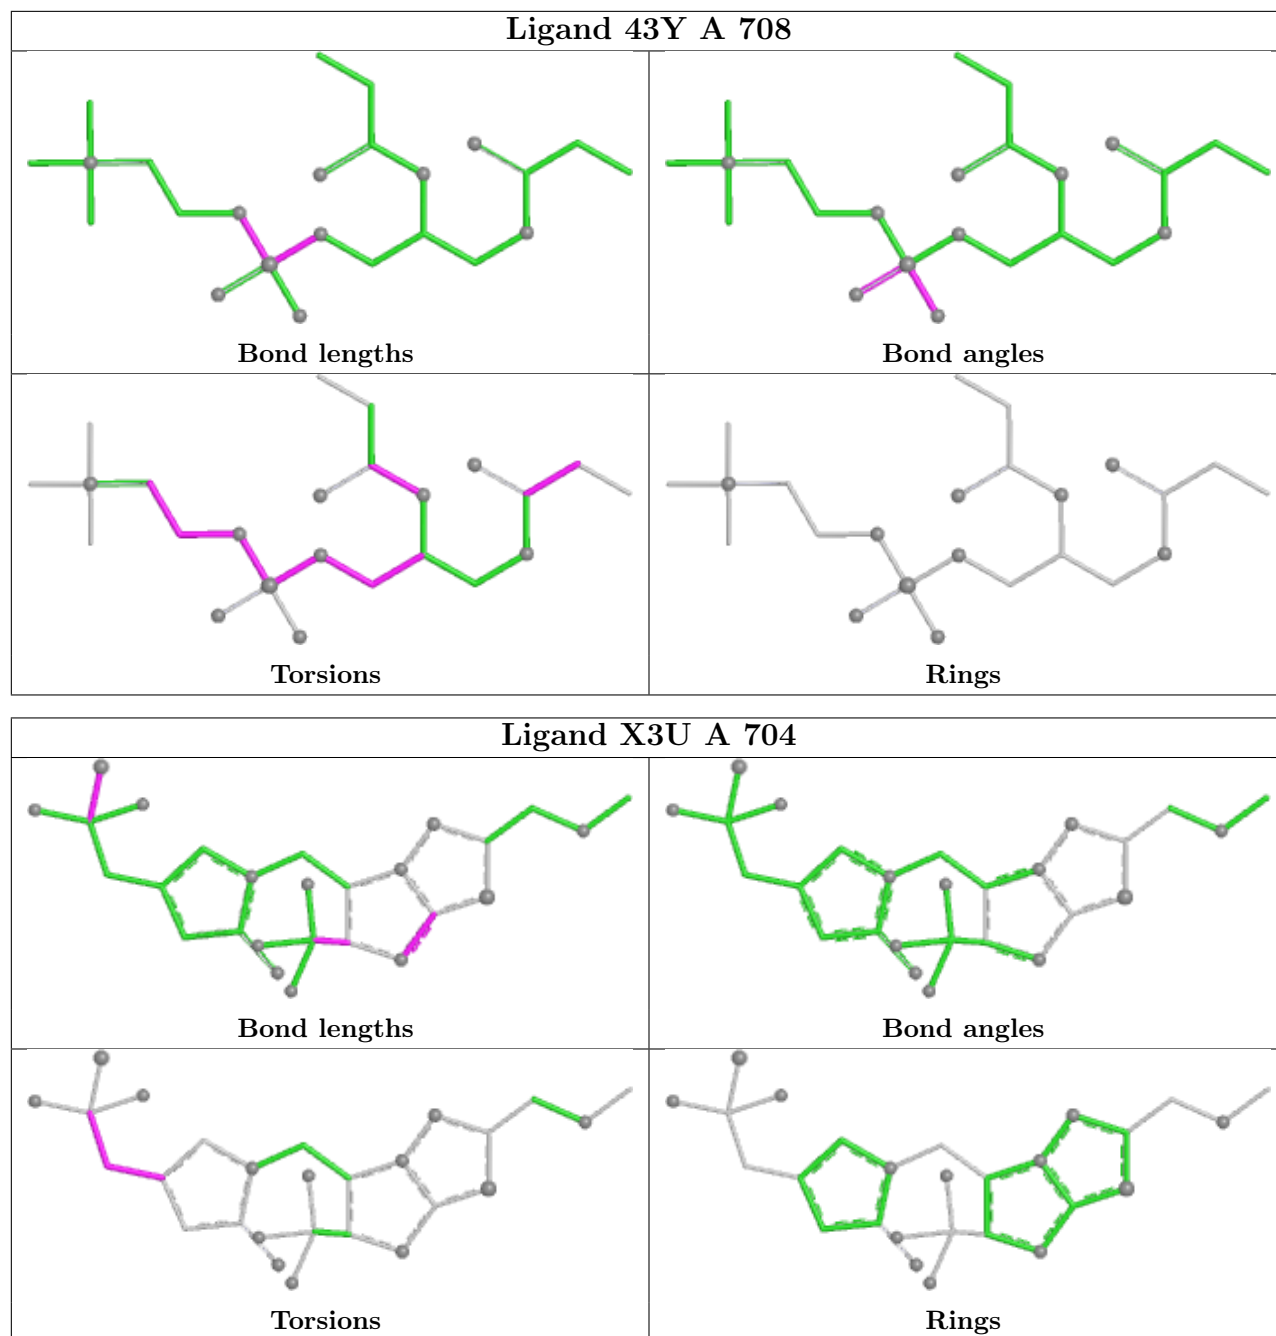 Ligand 43Y A 708
Bond lengths
Bond angles
Torsions
Rings
Ligand X3U A 704
Bond lengths
Bond angles
Torsions
Rings